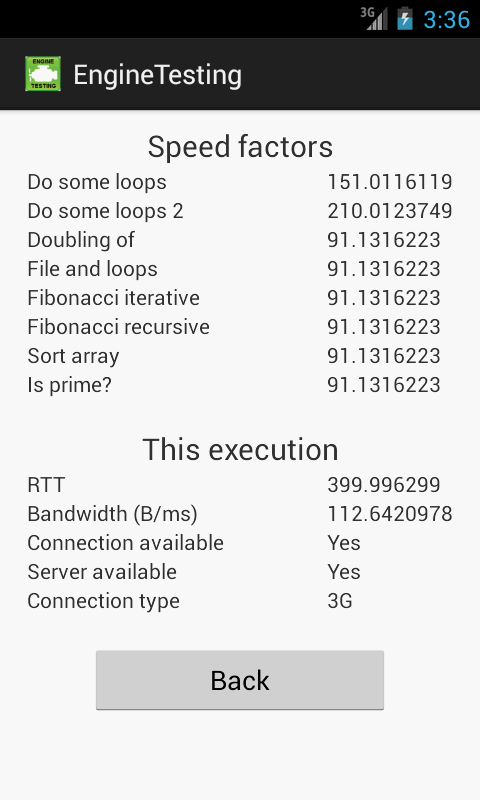 3G 3:36
ENGINE
TESTING
EngineTesting
Speed factors
Do some loops 151.0116119
Do some loops 2 210.0123749
Doubling of 91.1316223
File and loops 91.1316223
Fibonacci iterative 91.1316223
Fibonacci recursive 91.1316223
Sort array 91.1316223
Is prime? 91.1316223
This execution
RTT 399.996299
Bandwidth (B/ms) 112.6420978
Connection available Yes
Server available Yes
Connection type 3G
Back